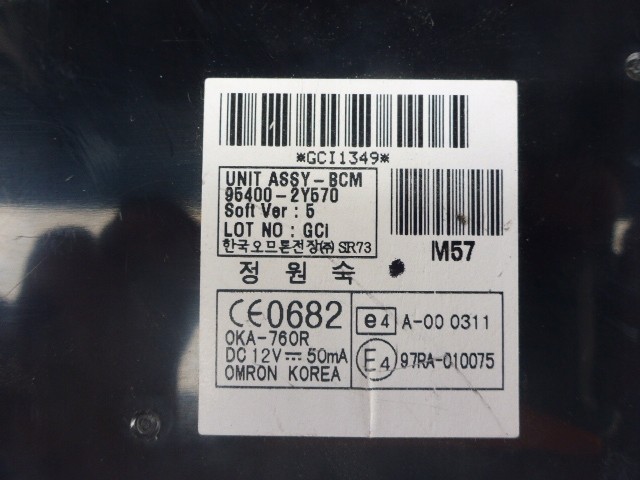 *GCI1349*
UNIT ASSY-BCM
95400-2Y570
Soft Ver : 5
LOT NO : GCI
한국오므론전장㈜ SR73
M57
정 원 숙
CE0682
OKA-760R
DC 12V⎓50mA
OMRON KOREA
e4 A-00 0311
E4 97RA-010075